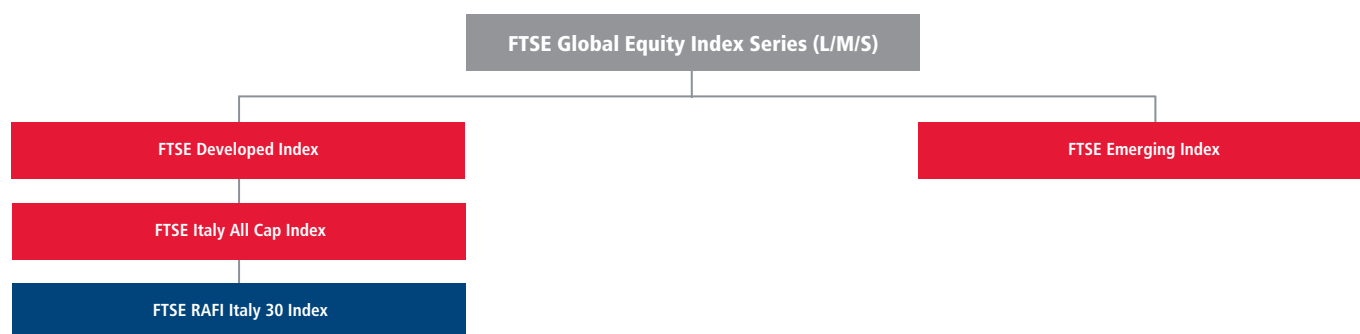 FTSE Global Equity Index Series (L/M/S)
FTSE Developed Index
FTSE Emerging Index
FTSE Italy All Cap Index
FTSE RAFI Italy 30 Index